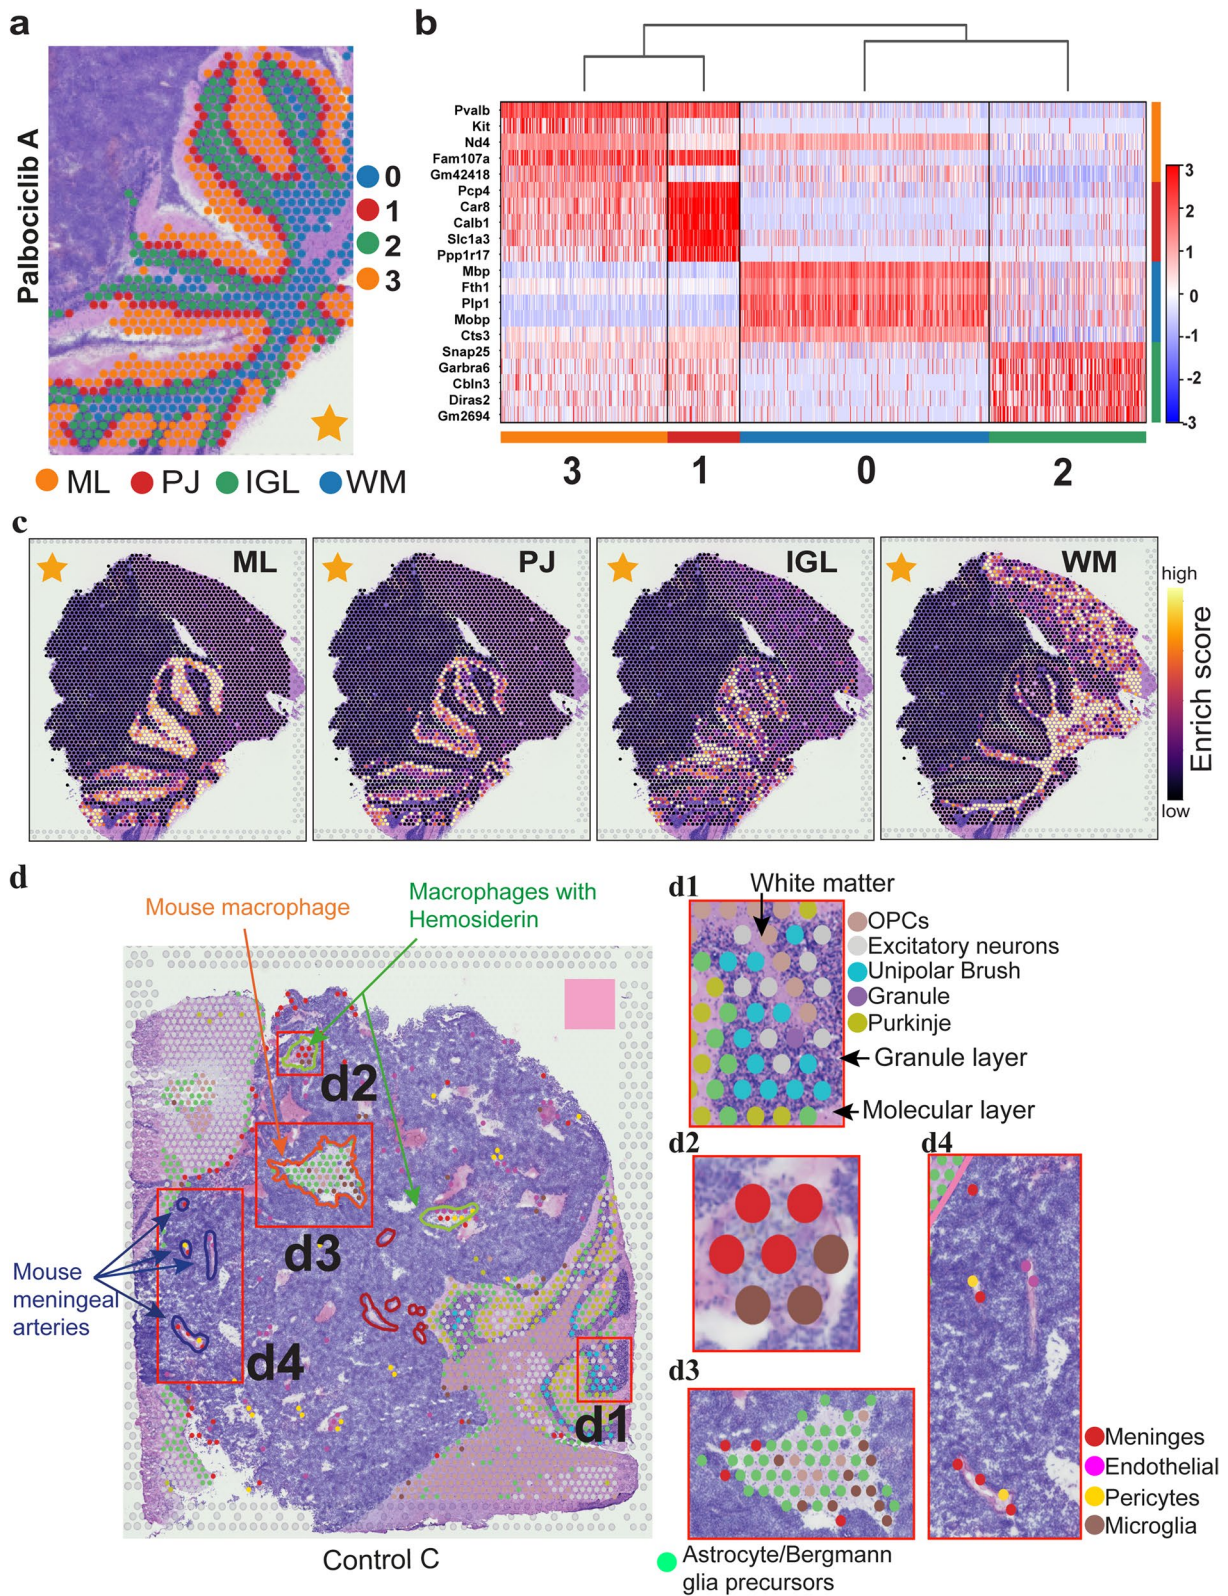 a
b
Palbociclib A
0
1
2
3
ML PJ IGL WM
Pvalb
Kit
Nd4
Fam107a
Gm42418
Pcp4
Car8
Calb1
Slc1a3
Ppp1r17
Mbp
Fth1
Plp1
Mobp
Cts3
Snap25
Garbra6
Cbln3
Diras2
Gm2694
3
2
1
0
-1
-2
-3
3 1 0 2
c
ML
PJ
IGL
WM
high
low
Enrich score
d
Mouse macrophage
Macrophages with
Hemosiderin
d2
d3
d4
d1
Mouse
meningeal
arteries
Control C
d1
White matter
OPCs
Excitatory neurons
Unipolar Brush
Granule
Purkinje
Granule layer
Molecular layer
d2
d4
d3
Meninges
Endothelial
Pericytes
Microglia
Astrocyte/Bergmann
glia precursors